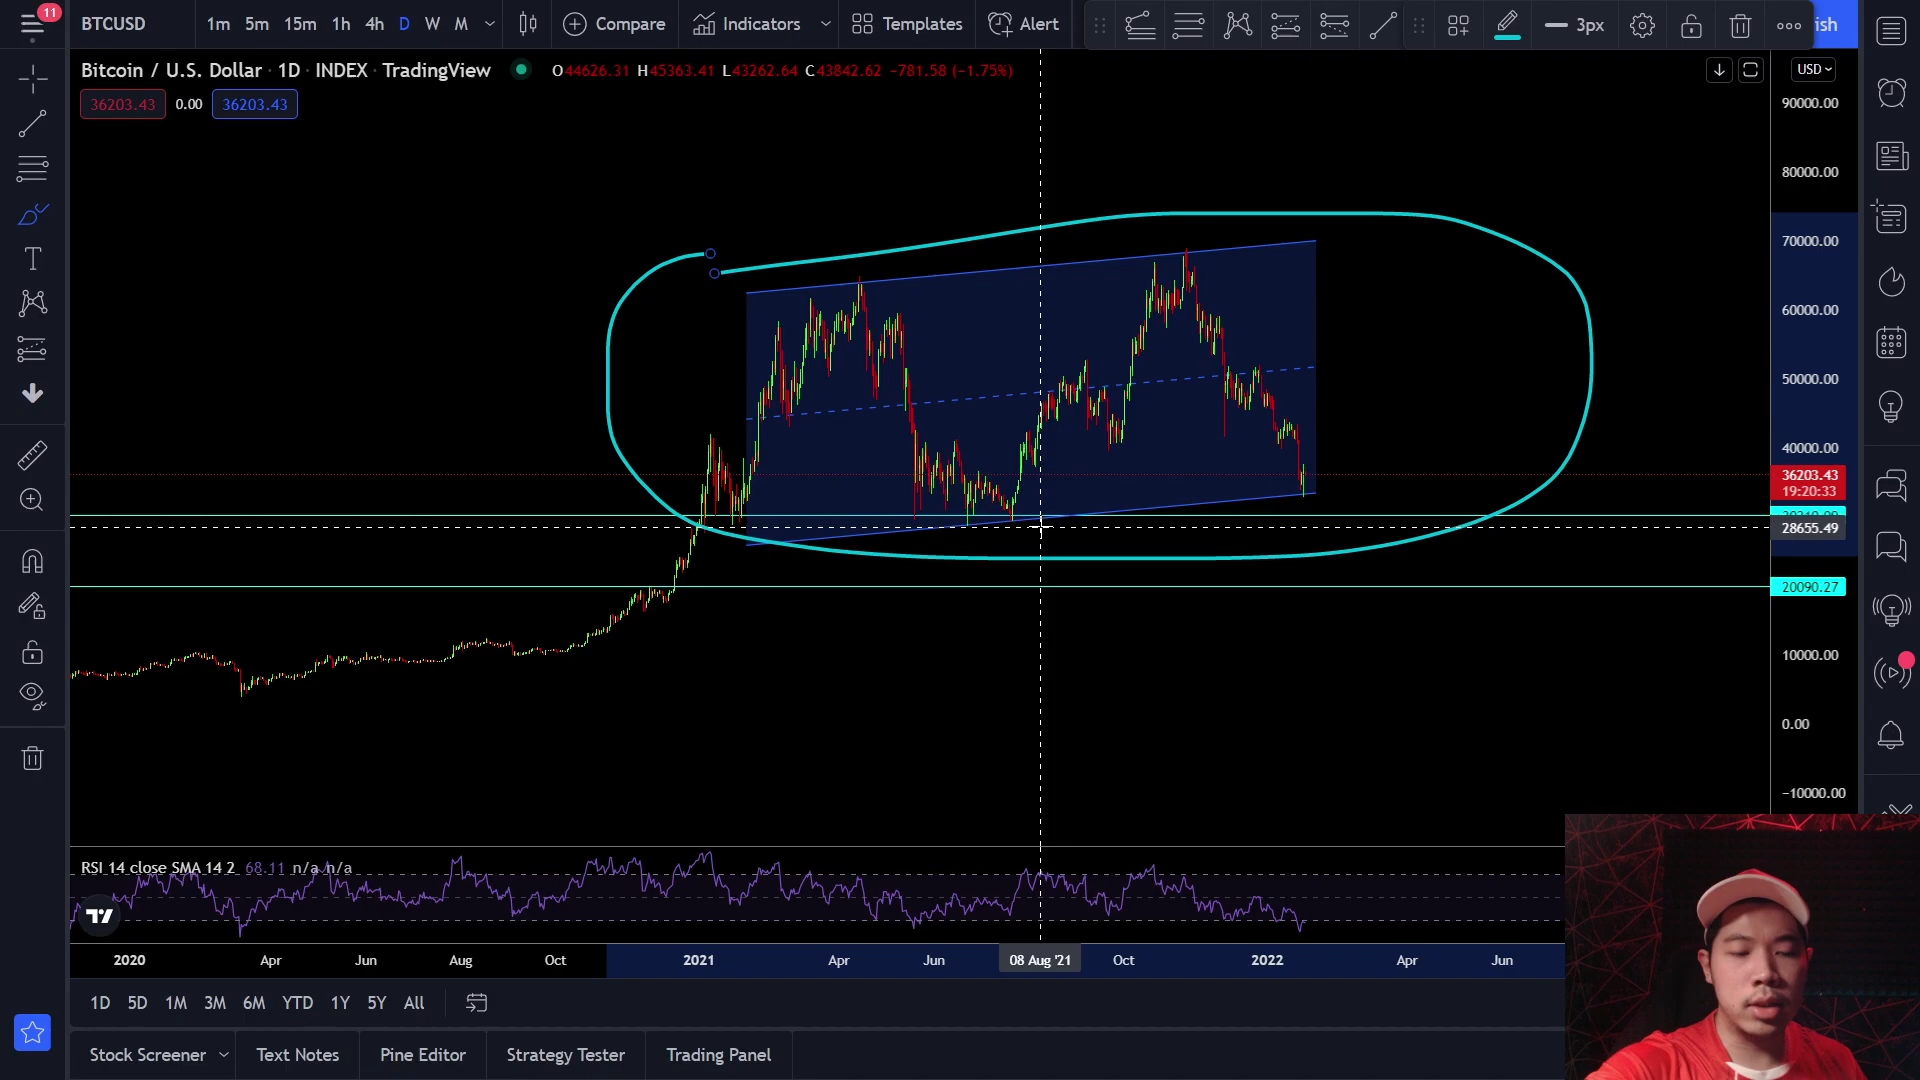 11
BTCUSD
1m 5m 15m 1h 4h D W M
Compare
Indicators
Templates
Alert
3px
ish
Bitcoin / U.S. Dollar · 1D · INDEX · TradingView
O44626.31 H45363.41 L43262.64 C43842.62 −781.58 (−1.75%)
USD
36203.43 0.00 36203.43
90000.00
80000.00
70000.00
60000.00
50000.00
40000.00
36203.43
19:20:33
28655.49
20090.27
10000.00
0.00
−10000.00
RSI 14 close SMA 14 2 68.11 n/a n/a
2020 Apr Jun Aug Oct 2021 Apr Jun 08 Aug '21 Oct 2022 Apr Jun
1D 5D 1M 3M 6M YTD 1Y 5Y All
Stock Screener Text Notes Pine Editor Strategy Tester Trading Panel